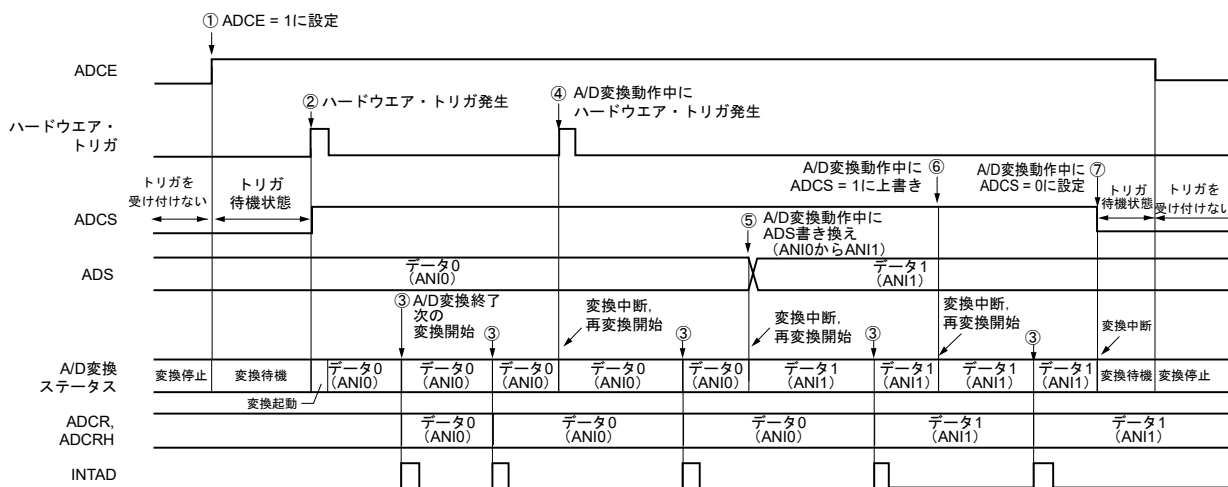 ① ADCE = 1に設定
ADCE
② ハードウエア・トリガ発生
④ A/D変換動作中に
ハードウエア・トリガ発生
ハードウエア・
トリガ
トリガを
受け付けない
トリガ
待機状態
A/D変換動作中に ⑥
ADCS = 1に上書き
A/D変換動作中に ⑦
ADCS = 0に設定
トリガ
待機状態
トリガを
受け付けない
ADCS
⑤ A/D変換動作中に
ADS書き換え
(ANI0からANI1)
ADS
データ0
(ANI0)
データ1
(ANI1)
③ A/D変換終了
次の
変換開始
③
変換中断,
再変換開始
③
変換中断,
再変換開始
③
変換中断,
再変換開始
③
変換中断
A/D変換
ステータス
変換停止
変換待機
変換起動
データ0
(ANI0)
データ0
(ANI0)
データ0
(ANI0)
データ0
(ANI0)
データ0
(ANI0)
データ1
(ANI1)
データ1
(ANI1)
データ1
(ANI1)
データ1
(ANI1)
変換待機
変換停止
ADCR,
ADCRH
データ0
(ANI0)
データ0
(ANI0)
データ0
(ANI0)
データ1
(ANI1)
データ1
(ANI1)
INTAD